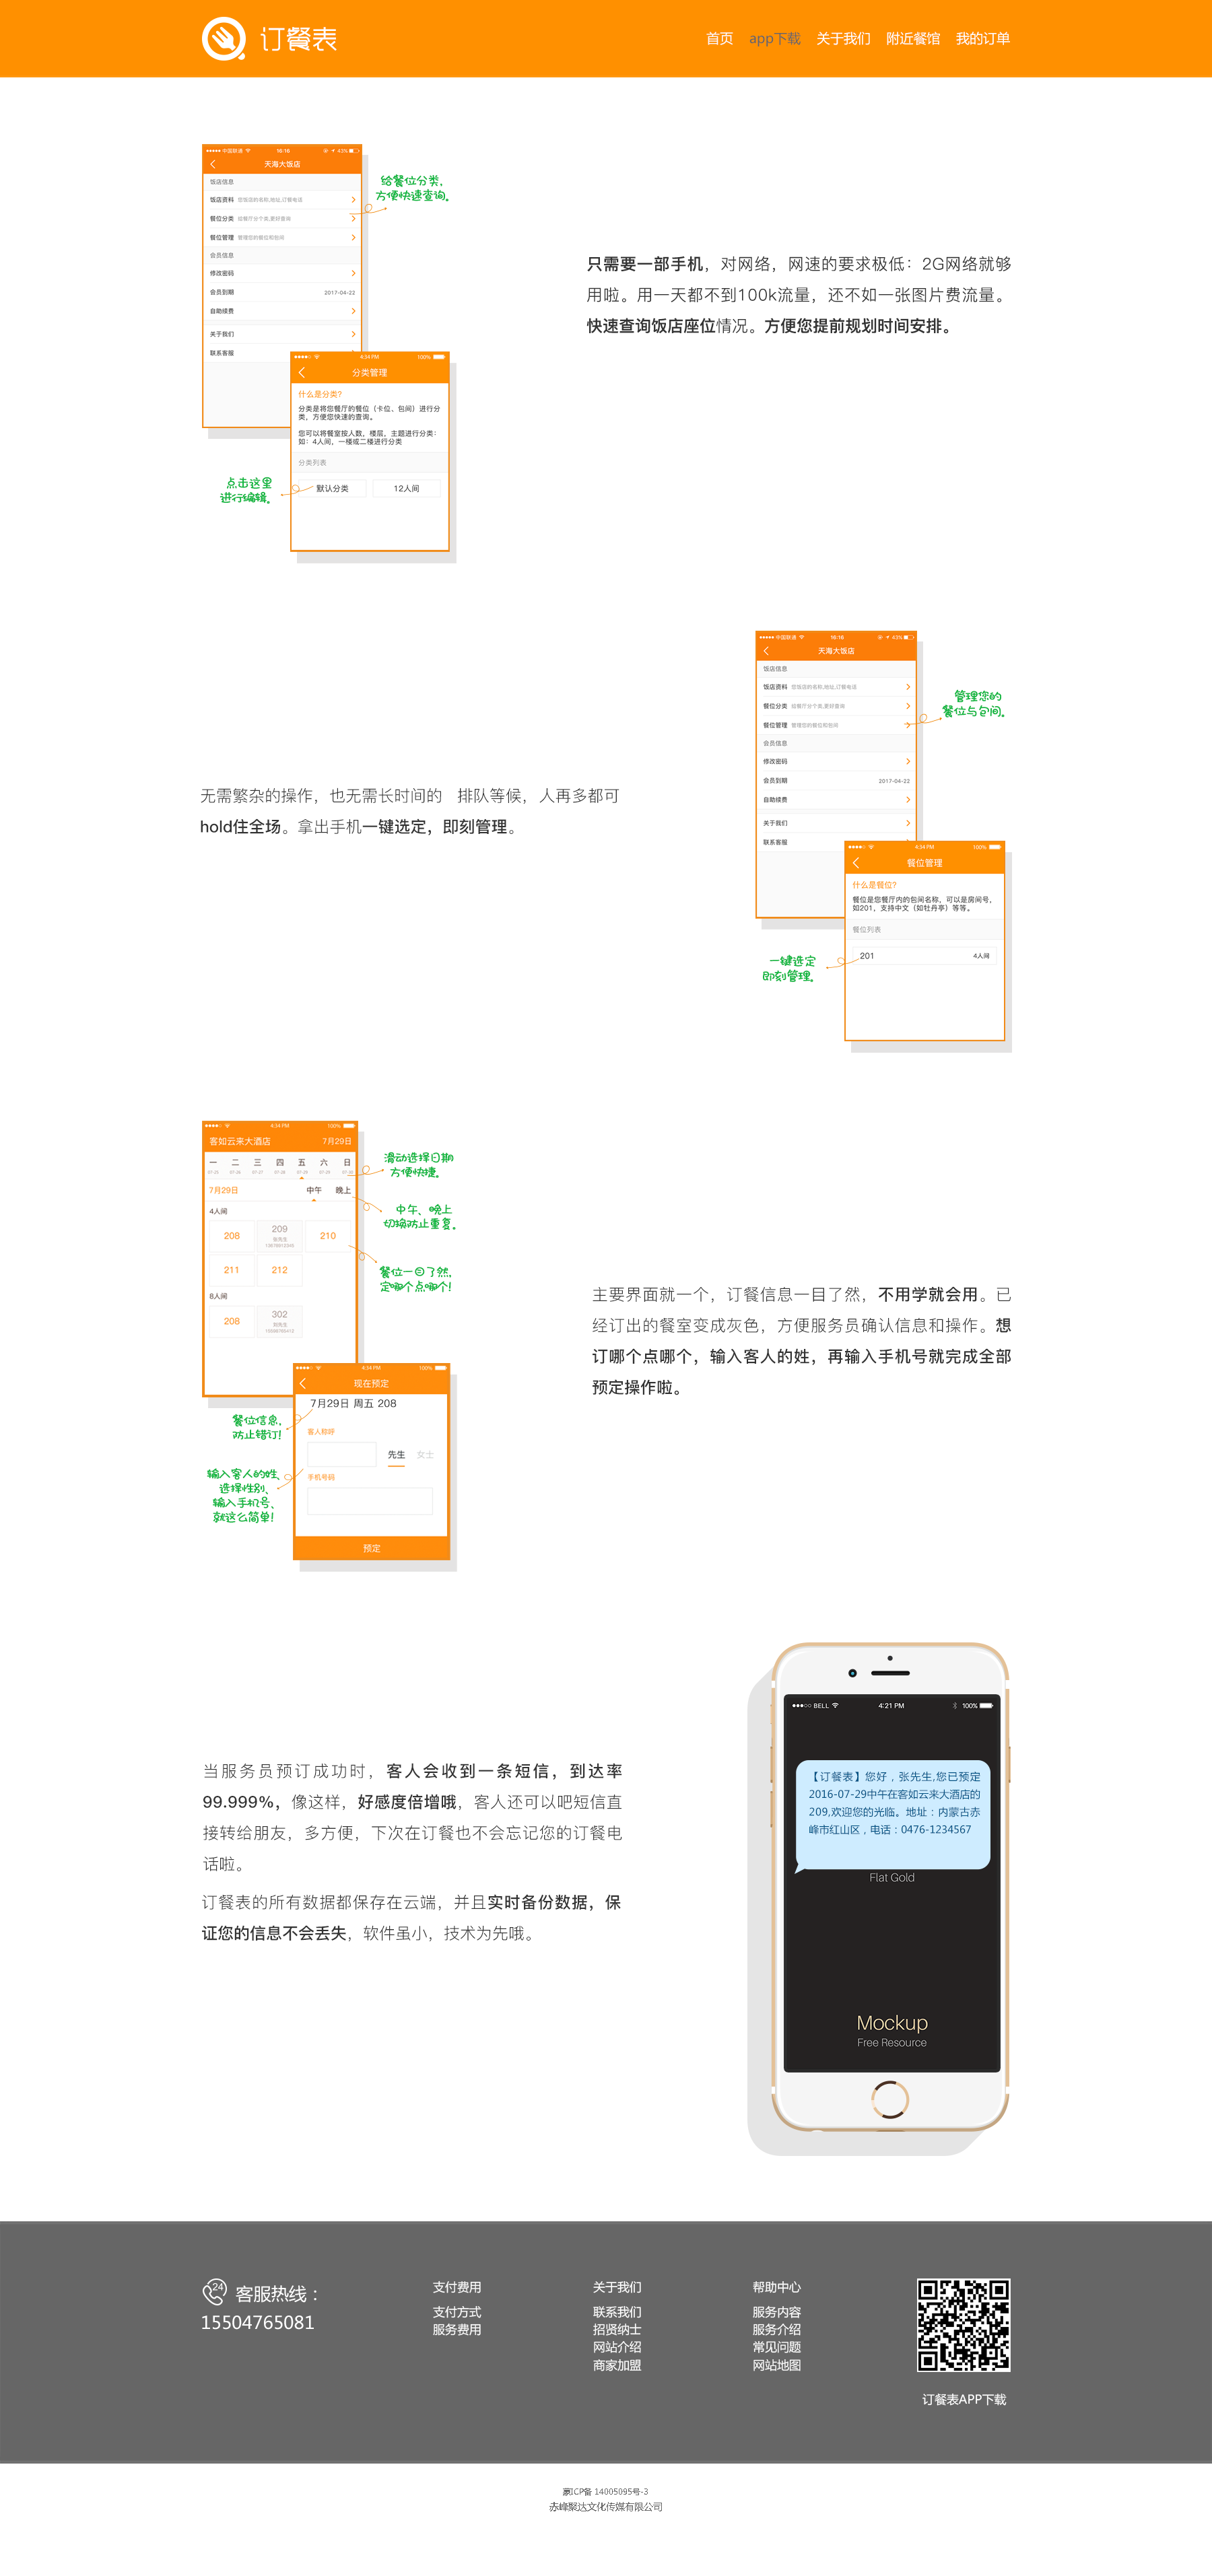 订餐表
首页 app下载 关于我们 附近餐馆 我的订单
中国联通 16:16 43%
天海大饭店
饭店信息
饭店资料 您饭店的名称,地址,订餐电话
餐位分类 给餐厅分个类,更好查询
餐位管理 管理您的餐位和包间
会员信息
修改密码
会员到期 2017-04-22
自助续费
关于我们
联系客服
给餐位分类,
方便快速查询。
4:34 PM 100%
分类管理
什么是分类?
分类是将您餐厅的餐位（卡位、包间）进行分
类，方便您快速的查询。
您可以将餐室按人数，楼层，主题进行分类：
如：4人间，一楼或二楼进行分类
分类列表
默认分类 12人间
点击这里
进行编辑。
只需要一部手机，对网络，网速的要求极低：2G网络就够
用啦。用一天都不到100k流量，还不如一张图片费流量。
快速查询饭店座位情况。方便您提前规划时间安排。
无需繁杂的操作，也无需长时间的 排队等候，人再多都可
hold住全场。拿出手机一键选定，即刻管理。
中国联通 16:16 43%
天海大饭店
饭店信息
饭店资料 您饭店的名称,地址,订餐电话
餐位分类 给餐厅分个类,更好查询
餐位管理 管理您的餐位和包间
会员信息
修改密码
会员到期 2017-04-22
自助续费
关于我们
联系客服
管理您的
餐位与包间。
4:34 PM 100%
餐位管理
什么是餐位?
餐位是您餐厅内的包间名称，可以是房间号，
如201，支持中文（如牡丹亭）等等。
餐位列表
201 4人间
一键选定
即刻管理。
4:34 PM 100%
客如云来大酒店 7月29日
一 二 三 四 五 六 日
7月29日 中午 晚上
4人间
208 209 210
张先生
211 212
8人间
208 302
滑动选择日期
方便快捷。
中午、晚上
切换防止重复。
餐位一目了然,
定哪个点哪个!
4:34 PM 100%
现在预定
7月29日 周五 208
客人称呼
先生 女士
手机号码
预定
餐位信息,
防止错订!
输入客人的姓、
选择性别、
输入手机号、
就这么简单!
主要界面就一个，订餐信息一目了然，不用学就会用。已
经订出的餐室变成灰色，方便服务员确认信息和操作。想
订哪个点哪个，输入客人的姓，再输入手机号就完成全部
预定操作啦。
当服务员预订成功时，客人会收到一条短信，到达率
99.999%，像这样，好感度倍增哦，客人还可以吧短信直
接转给朋友，多方便，下次在订餐也不会忘记您的订餐电
话啦。
订餐表的所有数据都保存在云端，并且实时备份数据，保
证您的信息不会丢失，软件虽小，技术为先哦。
BELL 4:21 PM 100%
【订餐表】您好，张先生,您已预定
2016-07-29中午在客如云来大酒店的
209,欢迎您的光临。地址：内蒙古赤
峰市红山区，电话：0476-1234567
Flat Gold
Mockup
Free Resource
24 客服热线：
15504765081
支付费用
支付方式
服务费用
关于我们
联系我们
招贤纳士
网站介绍
商家加盟
帮助中心
服务内容
服务介绍
常见问题
网站地图
订餐表APP下载
蒙ICP备 14005095号-3
赤峰聚达文化传媒有限公司